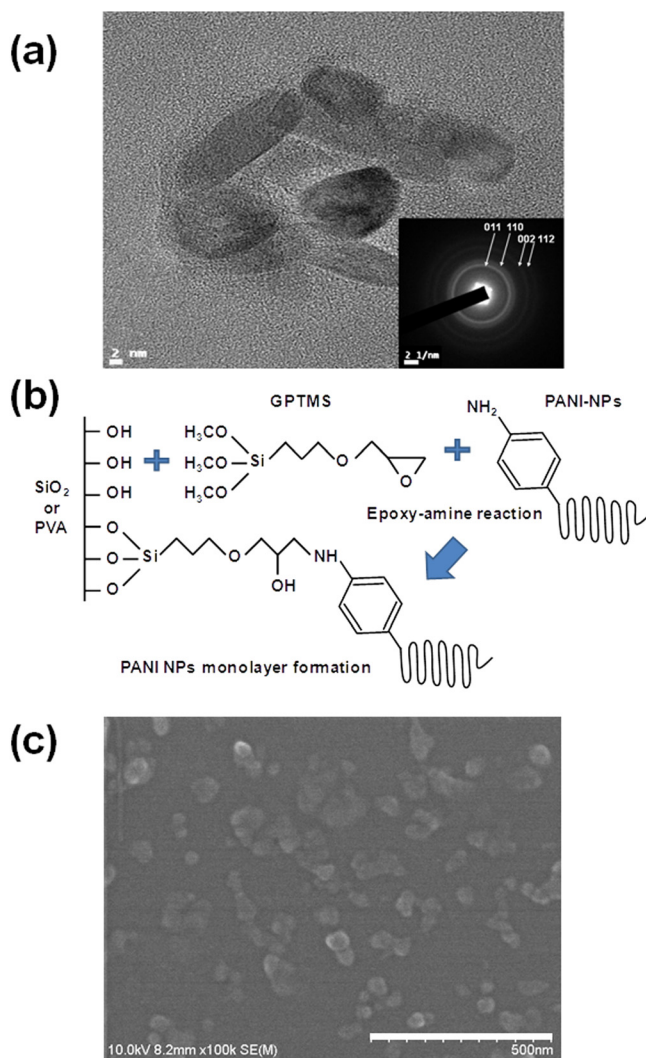 (a)
011 110
002 112
2 nm
2 1/nm
(b)
GPTMS
PANI-NPs
OH
OH
OH
SiO2
or
PVA
O
O
O
H3CO
H3CO
H3CO
Si
O
O
NH2
Epoxy-amine reaction
Si
O
OH
NH
PANI NPs monolayer formation
(c)
10.0kV 8.2mm x100k SE(M)
500nm